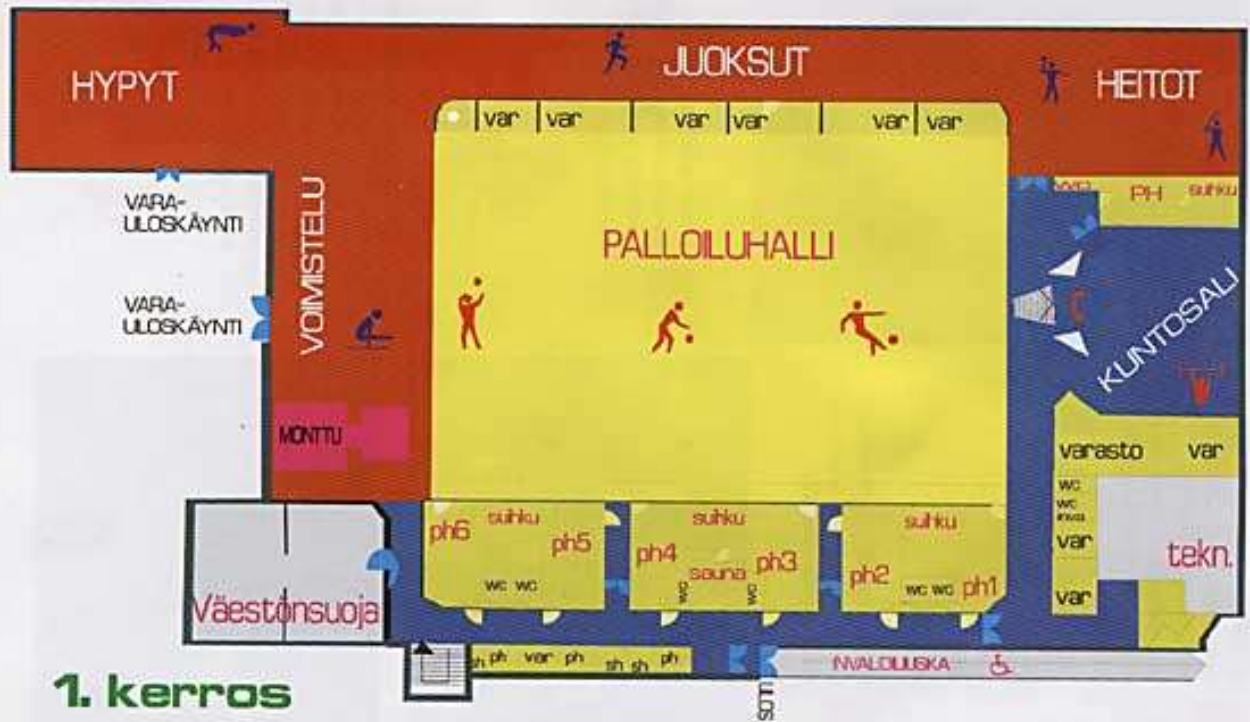 HYPYT
JUOKSUT
HEITOT
var var var var var var
VARA-
ULOSKÄYNTI
VOIMISTELU
PALLOILUHALLI
PH suihku
VARA-
ULOSKÄYNTI
KUNTOSALI
MONTTU
varasto var
wc
wc
inva
var
var
tekn.
ph6 suihku ph5
wc wc
ph4 suihku ph3
sauna
wc wc
ph2 suihku ph1
wc wc
Väestönsuoja
sh ph var ph sh sh ph
INVALUISKA
1. kerros